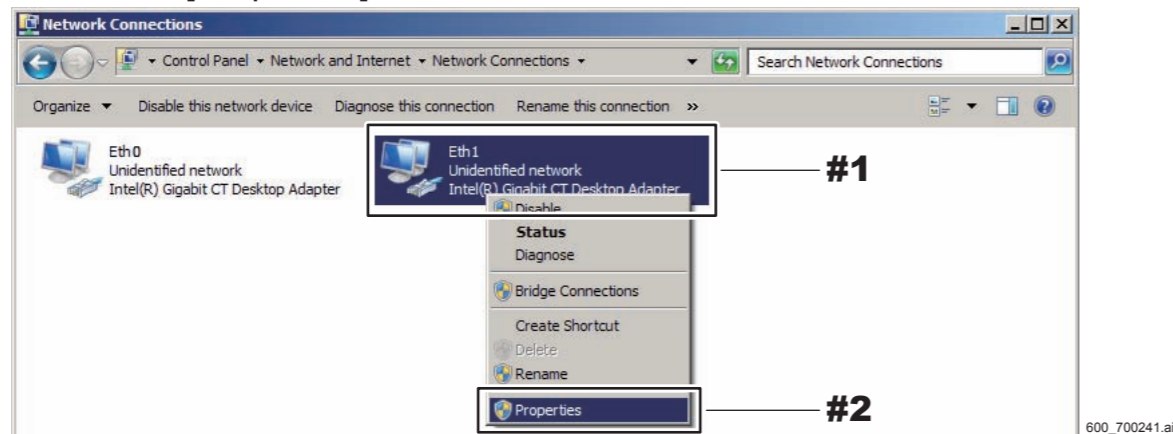 Network Connections
Control Panel Network and Internet Network Connections
Search Network Connections
Organize Disable this network device Diagnose this connection Rename this connection »
Eth0
Unidentified network
Intel(R) Gigabit CT Desktop Adapter
Eth1
Unidentified network
Intel(R) Gigabit CT Desktop Adapter
#1
Disable
Status
Diagnose
Bridge Connections
Create Shortcut
Delete
Rename
Properties
#2